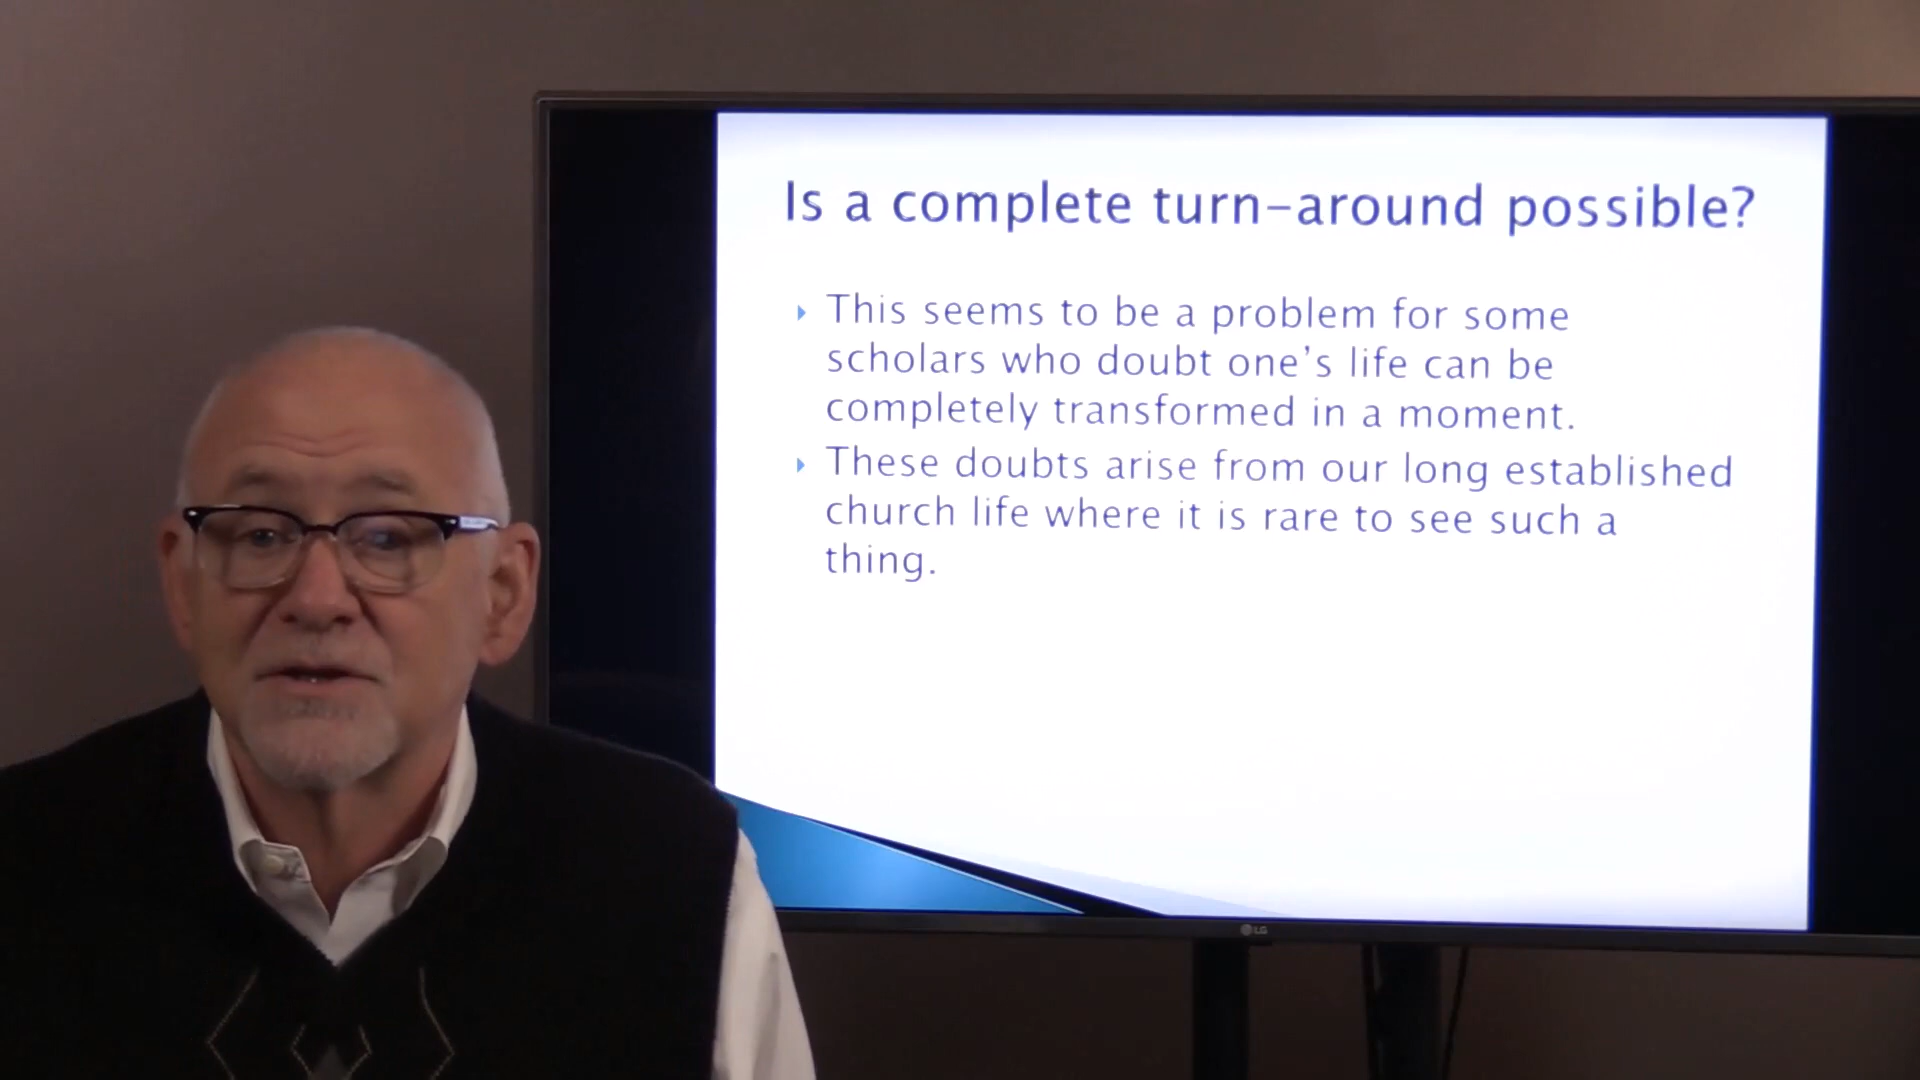 Is a complete turn-around possible?
This seems to be a problem for some
scholars who doubt one's life can be
completely transformed in a moment.
These doubts arise from our long established
church life where it is rare to see such a
thing.
LG